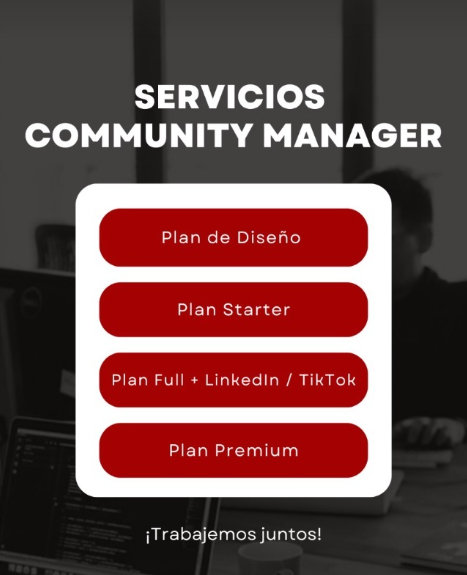 SERVICIOS
COMMUNITY MANAGER
Plan de Diseño
Plan Starter
Plan Full + LinkedIn / TikTok
Plan Premium
¡Trabajemos juntos!